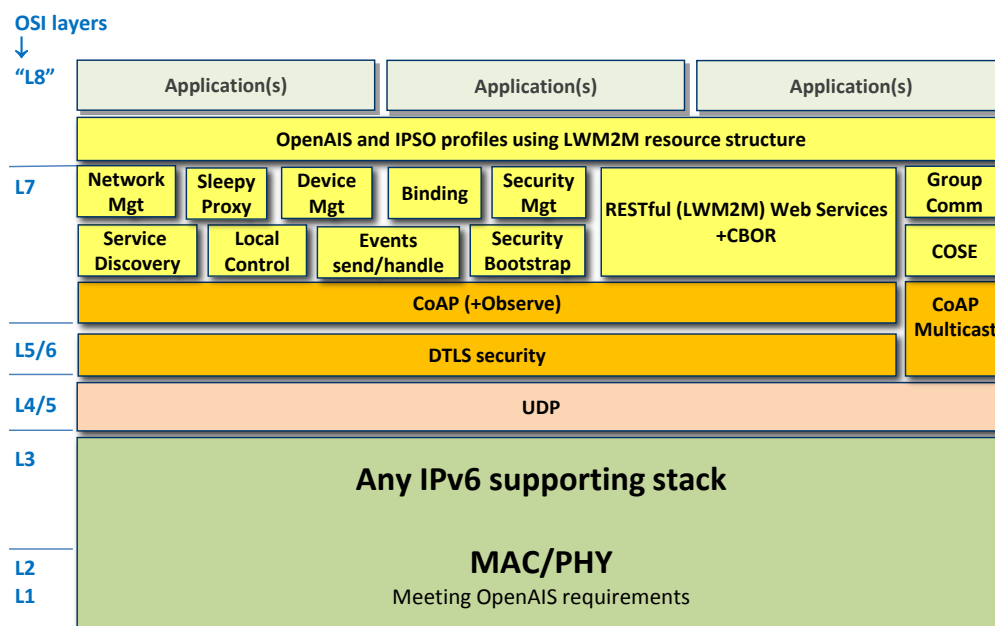 OSI layers
↓
“L8”
Application(s)
Application(s)
Application(s)
OpenAIS and IPSO profiles using LWM2M resource structure
L7
Network
Mgt
Sleepy
Proxy
Device
Mgt
Binding
Security
Mgt
RESTful (LWM2M) Web Services
+CBOR
Group
Comm
Service
Discovery
Local
Control
Events
send/handle
Security
Bootstrap
COSE
CoAP (+Observe)
CoAP
Multicast
L5/6
DTLS security
L4/5
UDP
L3
Any IPv6 supporting stack
MAC/PHY
L2
Meeting OpenAIS requirements
L1